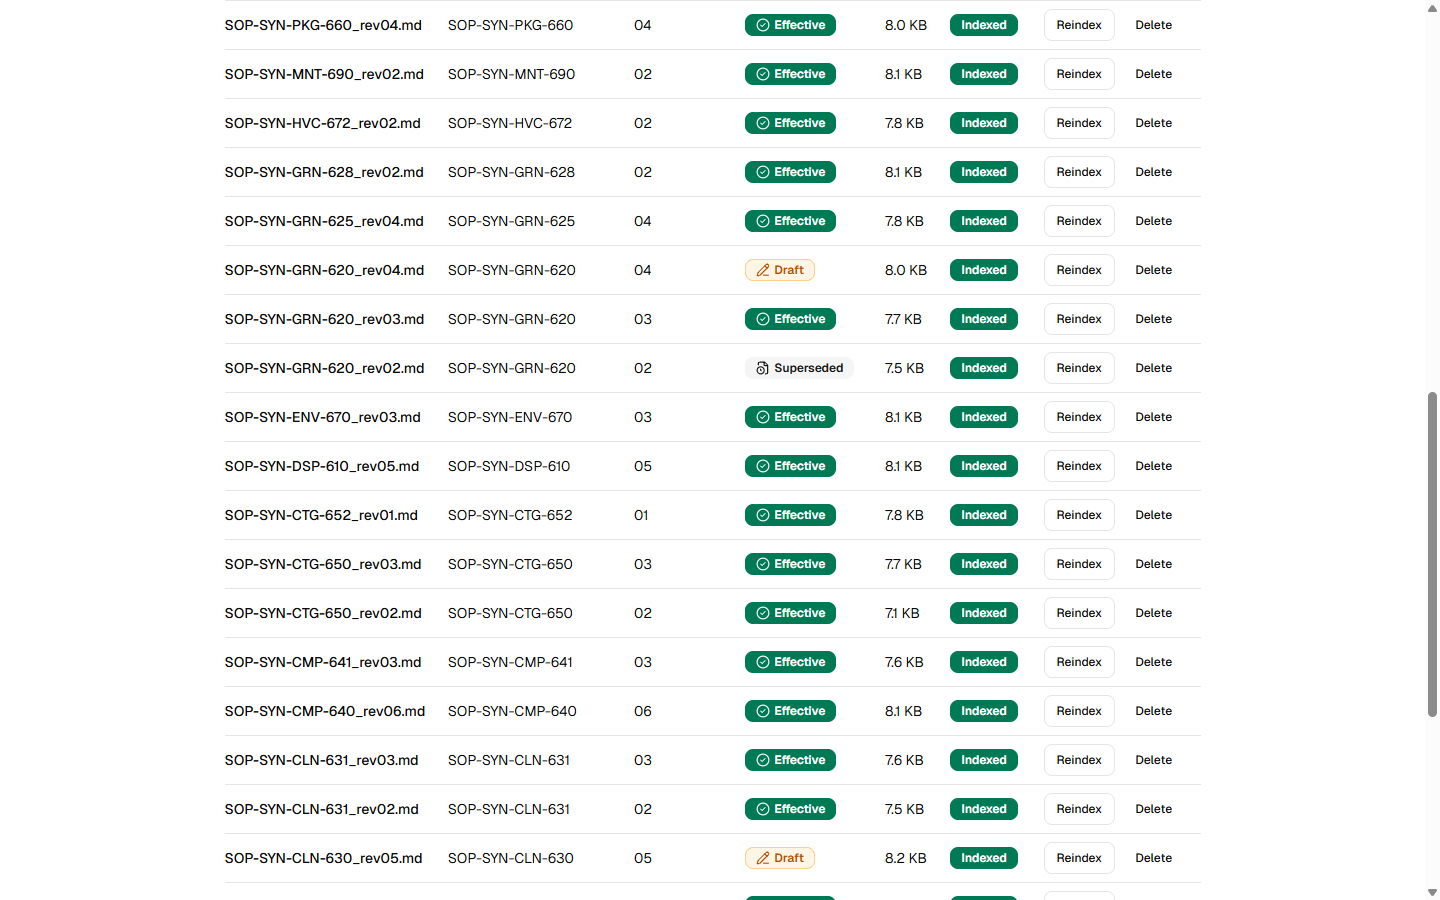 SOP-SYN-PKG-660_rev04.md SOP-SYN-PKG-660 04 Effective 8.0 KB Indexed Reindex Delete
SOP-SYN-MNT-690_rev02.md SOP-SYN-MNT-690 02 Effective 8.1 KB Indexed Reindex Delete
SOP-SYN-HVC-672_rev02.md SOP-SYN-HVC-672 02 Effective 7.8 KB Indexed Reindex Delete
SOP-SYN-GRN-628_rev02.md SOP-SYN-GRN-628 02 Effective 8.1 KB Indexed Reindex Delete
SOP-SYN-GRN-625_rev04.md SOP-SYN-GRN-625 04 Effective 7.8 KB Indexed Reindex Delete
SOP-SYN-GRN-620_rev04.md SOP-SYN-GRN-620 04 Draft 8.0 KB Indexed Reindex Delete
SOP-SYN-GRN-620_rev03.md SOP-SYN-GRN-620 03 Effective 7.7 KB Indexed Reindex Delete
SOP-SYN-GRN-620_rev02.md SOP-SYN-GRN-620 02 Superseded 7.5 KB Indexed Reindex Delete
SOP-SYN-ENV-670_rev03.md SOP-SYN-ENV-670 03 Effective 8.1 KB Indexed Reindex Delete
SOP-SYN-DSP-610_rev05.md SOP-SYN-DSP-610 05 Effective 8.1 KB Indexed Reindex Delete
SOP-SYN-CTG-652_rev01.md SOP-SYN-CTG-652 01 Effective 7.8 KB Indexed Reindex Delete
SOP-SYN-CTG-650_rev03.md SOP-SYN-CTG-650 03 Effective 7.7 KB Indexed Reindex Delete
SOP-SYN-CTG-650_rev02.md SOP-SYN-CTG-650 02 Effective 7.1 KB Indexed Reindex Delete
SOP-SYN-CMP-641_rev03.md SOP-SYN-CMP-641 03 Effective 7.6 KB Indexed Reindex Delete
SOP-SYN-CMP-640_rev06.md SOP-SYN-CMP-640 06 Effective 8.1 KB Indexed Reindex Delete
SOP-SYN-CLN-631_rev03.md SOP-SYN-CLN-631 03 Effective 7.6 KB Indexed Reindex Delete
SOP-SYN-CLN-631_rev02.md SOP-SYN-CLN-631 02 Effective 7.5 KB Indexed Reindex Delete
SOP-SYN-CLN-630_rev05.md SOP-SYN-CLN-630 05 Draft 8.2 KB Indexed Reindex Delete